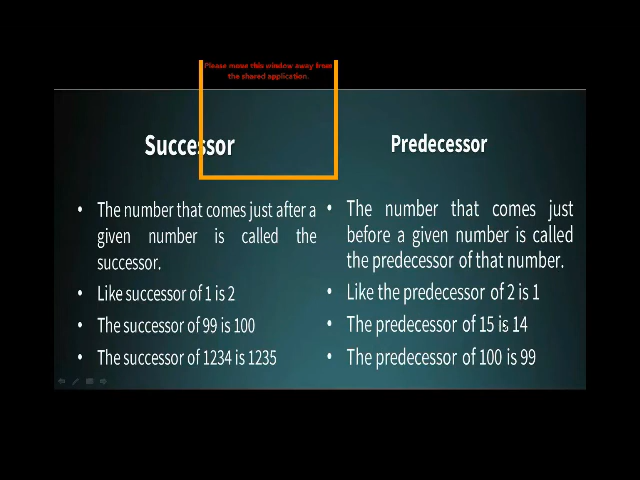 Please move this window away from
the shared application.
Successor
• The number that comes just after a
given number is called the
successor.
• Like successor of 1 is 2
• The successor of 99 is 100
• The successor of 1234 is 1235
Predecessor
• The number that comes just
before a given number is called
the predecessor of that number.
• Like the predecessor of 2 is 1
• The predecessor of 15 is 14
• The predecessor of 100 is 99